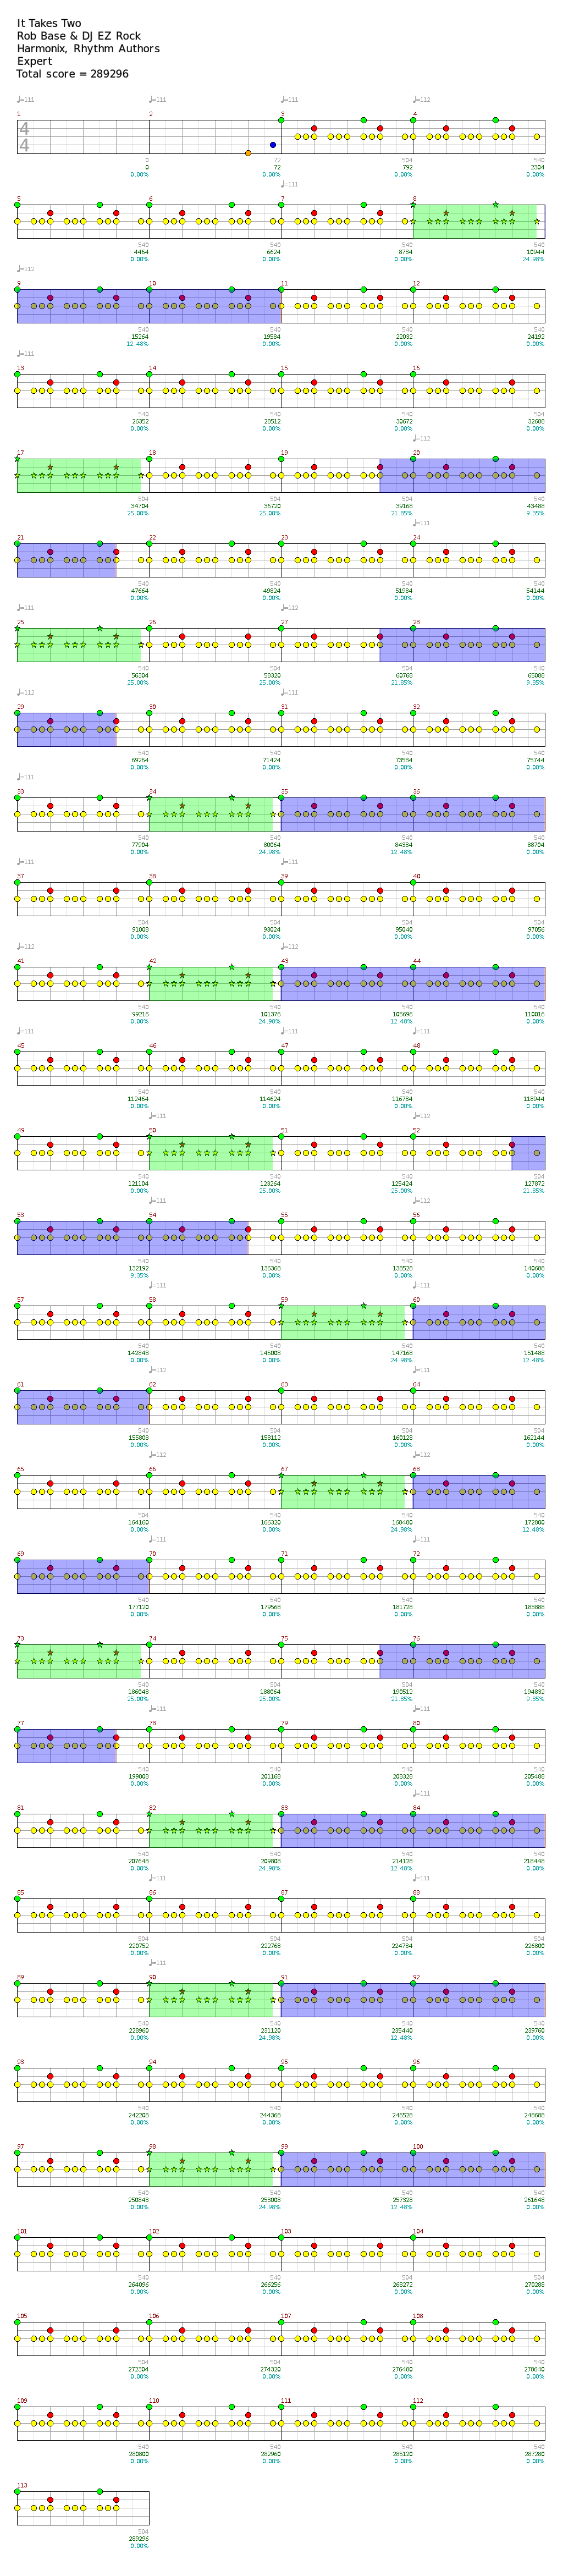 It Takes Two
Rob Base & DJ EZ Rock
Harmonix, Rhythm Authors
Expert
Total score = 289296
♩=111 ♩=111 ♩=111 ♩=112
1 2 3 4
4
4
0 72 540 540
0 72 792 2304
0.00% 0.00% 0.00% 0.00%
♩=111
5 6 7 8
540 540 540 540
4464 6624 8784 10944
0.00% 0.00% 0.00% 24.98%
♩=112
9 10 11 12
540 540 540 540
15264 19584 22032 24192
12.48% 0.00% 0.00% 0.00%
♩=111
13 14 15 16
540 540 540 504
26352 28512 30672 32688
0.00% 0.00% 0.00% 0.00%
♩=112
17 18 19 20
504 504 504 540
34704 36720 39168 43488
25.00% 25.00% 21.85% 9.35%
♩=111
21 22 23 24
540 540 540 540
47664 49824 51984 54144
0.00% 0.00% 0.00% 0.00%
♩=111 ♩=112
25 26 27 28
540 504 540 540
56304 58320 60768 65088
25.00% 25.00% 21.85% 9.35%
♩=112 ♩=111
29 30 31 32
540 540 540 540
69264 71424 73584 75744
0.00% 0.00% 0.00% 0.00%
♩=111
33 34 35 36
540 540 540 540
77904 80064 84384 88704
0.00% 24.98% 12.48% 0.00%
♩=111 ♩=111
37 38 39 40
504 504 504 504
91008 93024 95040 97056
0.00% 0.00% 0.00% 0.00%
♩=112 ♩=112
41 42 43 44
540 540 540 540
99216 101376 105696 110016
0.00% 24.98% 12.48% 0.00%
♩=111 ♩=111 ♩=111
45 46 47 48
540 540 540 540
112464 114624 116784 118944
0.00% 0.00% 0.00% 0.00%
♩=111 ♩=112
49 50 51 52
540 540 540 540
121104 123264 125424 127872
0.00% 25.00% 25.00% 21.85%
♩=111 ♩=112
53 54 55 56
540 540 540 540
132192 136368 138528 140688
9.35% 0.00% 0.00% 0.00%
♩=111 ♩=111
57 58 59 60
540 540 540 540
142848 145008 147168 151488
0.00% 0.00% 24.98% 12.48%
♩=112
61 62 63 64
540 504 504 504
155808 158112 160128 162144
0.00% 0.00% 0.00% 0.00%
♩=112 ♩=112
65 66 67 68
504 540 540 540
164160 166320 168480 172800
0.00% 0.00% 24.98% 12.48%
♩=111 ♩=111
69 70 71 72
540 540 540 540
177120 179568 181728 183888
0.00% 0.00% 0.00% 0.00%
♩=112
73 74 75 76
540 504 540 540
186048 188064 190512 194832
25.00% 25.00% 21.85% 9.35%
♩=111 ♩=111
77 78 79 80
540 540 540 540
199008 201168 203328 205488
0.00% 0.00% 0.00% 0.00%
♩=111
81 82 83 84
540 540 540 540
207648 209808 214128 218448
0.00% 24.98% 12.48% 0.00%
♩=111 ♩=111
85 86 87 88
504 504 504 504
220752 222768 224784 226800
0.00% 0.00% 0.00% 0.00%
♩=111
89 90 91 92
540 540 540 540
228960 231120 235440 239760
0.00% 24.98% 12.48% 0.00%
93 94 95 96
540 540 540 540
242208 244368 246528 248688
0.00% 0.00% 0.00% 0.00%
97 98 99 100
540 540 540 540
250848 253008 257328 261648
0.00% 24.98% 12.48% 0.00%
101 102 103 104
540 540 504 504
264096 266256 268272 270288
0.00% 0.00% 0.00% 0.00%
105 106 107 108
504 504 540 540
272304 274320 276480 278640
0.00% 0.00% 0.00% 0.00%
109 110 111 112
540 540 540 540
280800 282960 285120 287280
0.00% 0.00% 0.00% 0.00%
113
504
289296
0.00%